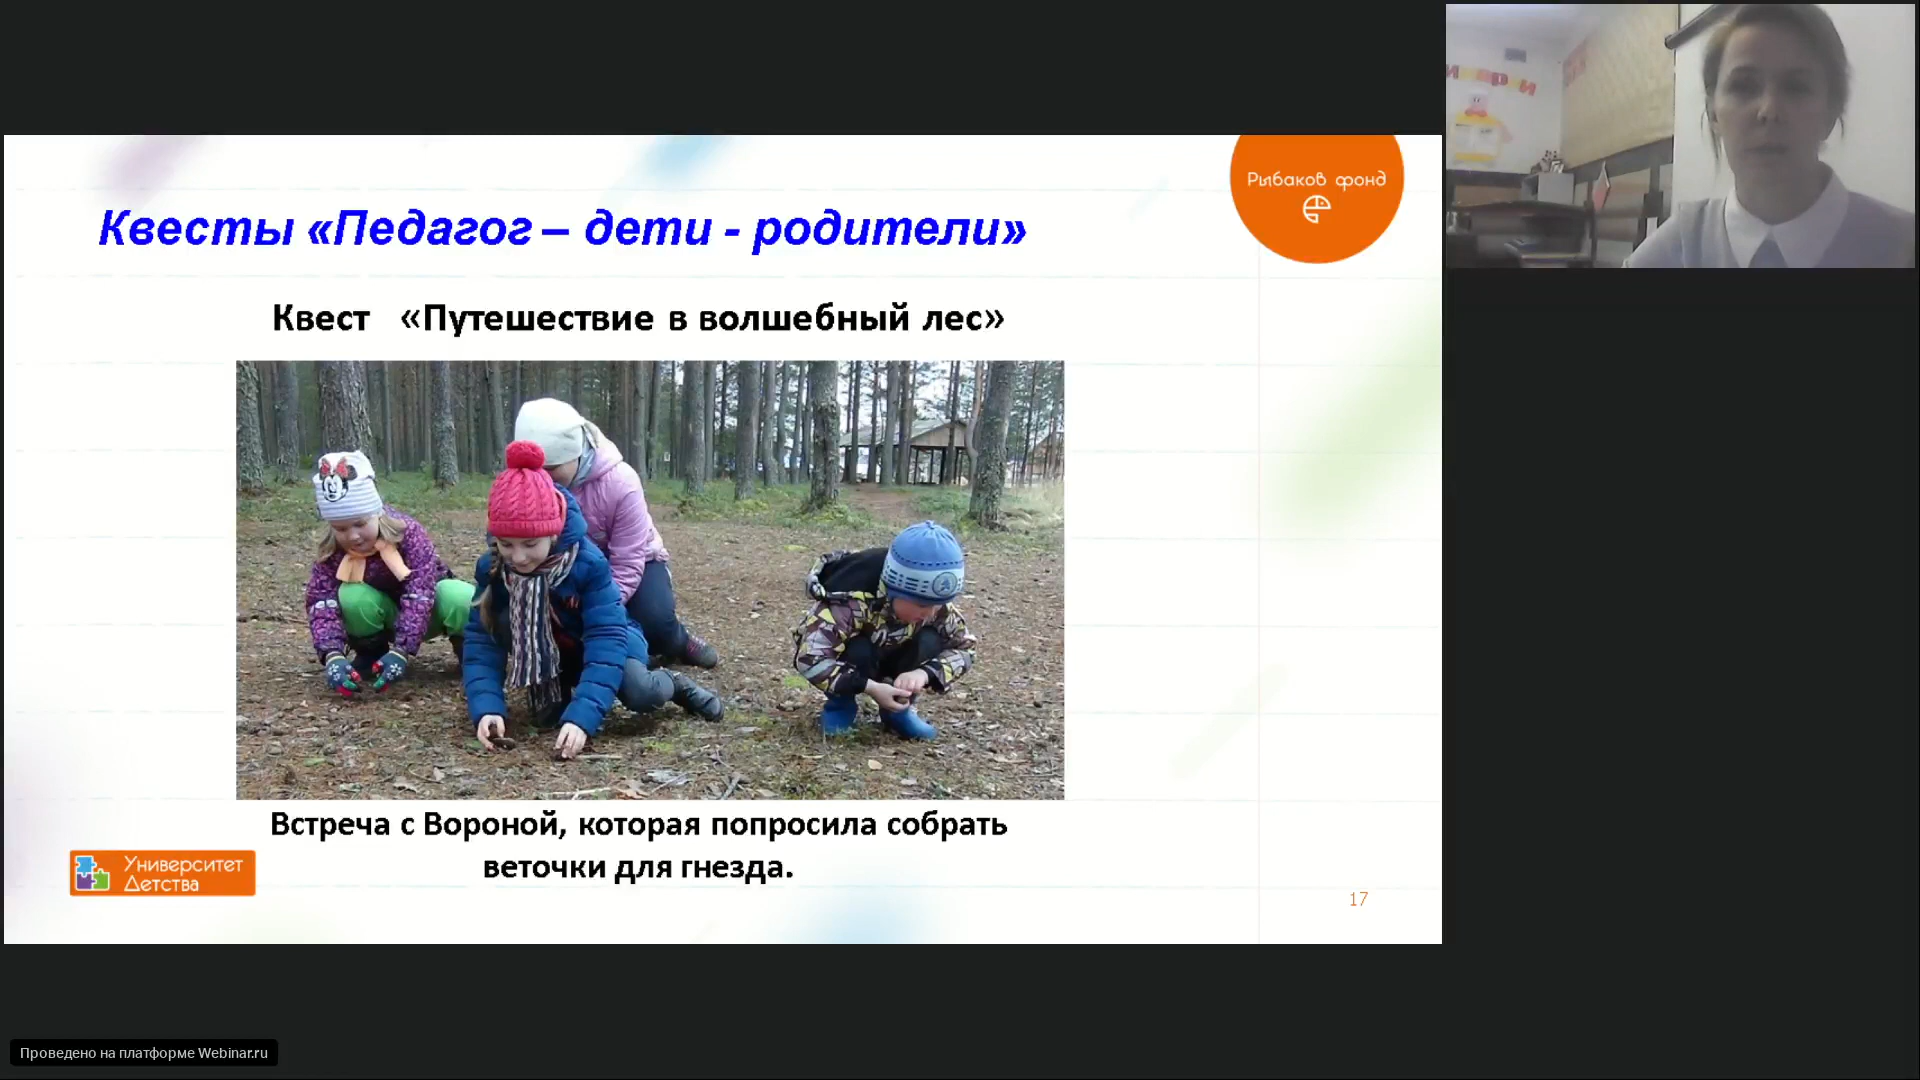 Рыбаков фонд
Квесты «Педагог – дети - родители»
Квест «Путешествие в волшебный лес»
Встреча с Вороной, которая попросила собрать
веточки для гнезда.
Университет
Детства
17
Проведено на платформе Webinar.ru